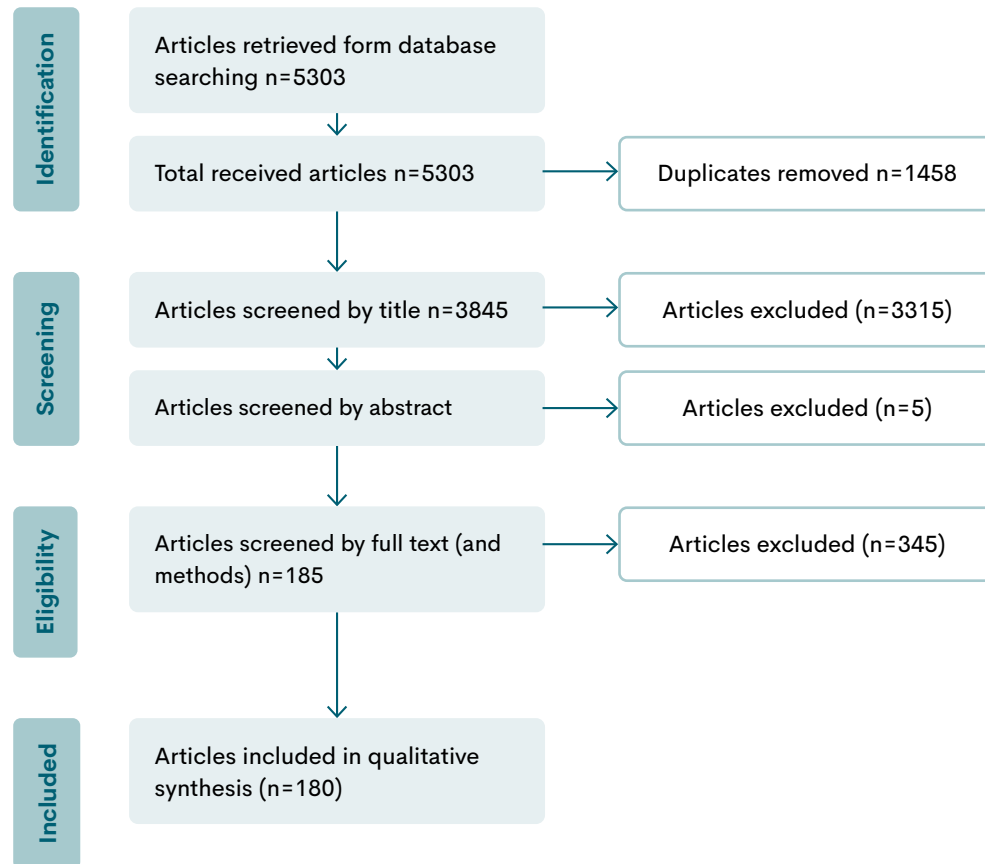 Identification
Articles retrieved form database
searching n=5303
Total received articles n=5303
Duplicates removed n=1458
Screening
Articles screened by title n=3845
Articles excluded (n=3315)
Articles screened by abstract
Articles excluded (n=5)
Eligibility
Articles screened by full text (and
methods) n=185
Articles excluded (n=345)
Included
Articles included in qualitative
synthesis (n=180)